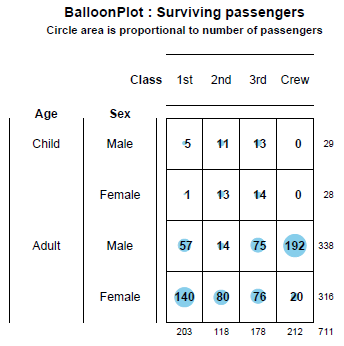 BalloonPlot : Surviving passengers
Circle area is proportional to number of passengers
Class 1st 2nd 3rd Crew
Age Sex
Child Male 5 11 13 0 29
Female 1 13 14 0 28
Adult Male 57 14 75 192 338
Female 140 80 76 20 316
203 118 178 212 711